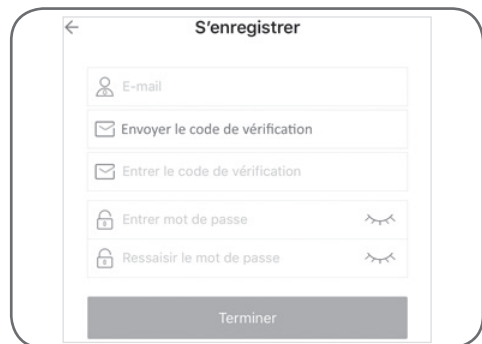 S'enregistrer
E-mail
Envoyer le code de vérification
Entrer le code de vérification
Entrer mot de passe
Ressaisir le mot de passe
Terminer